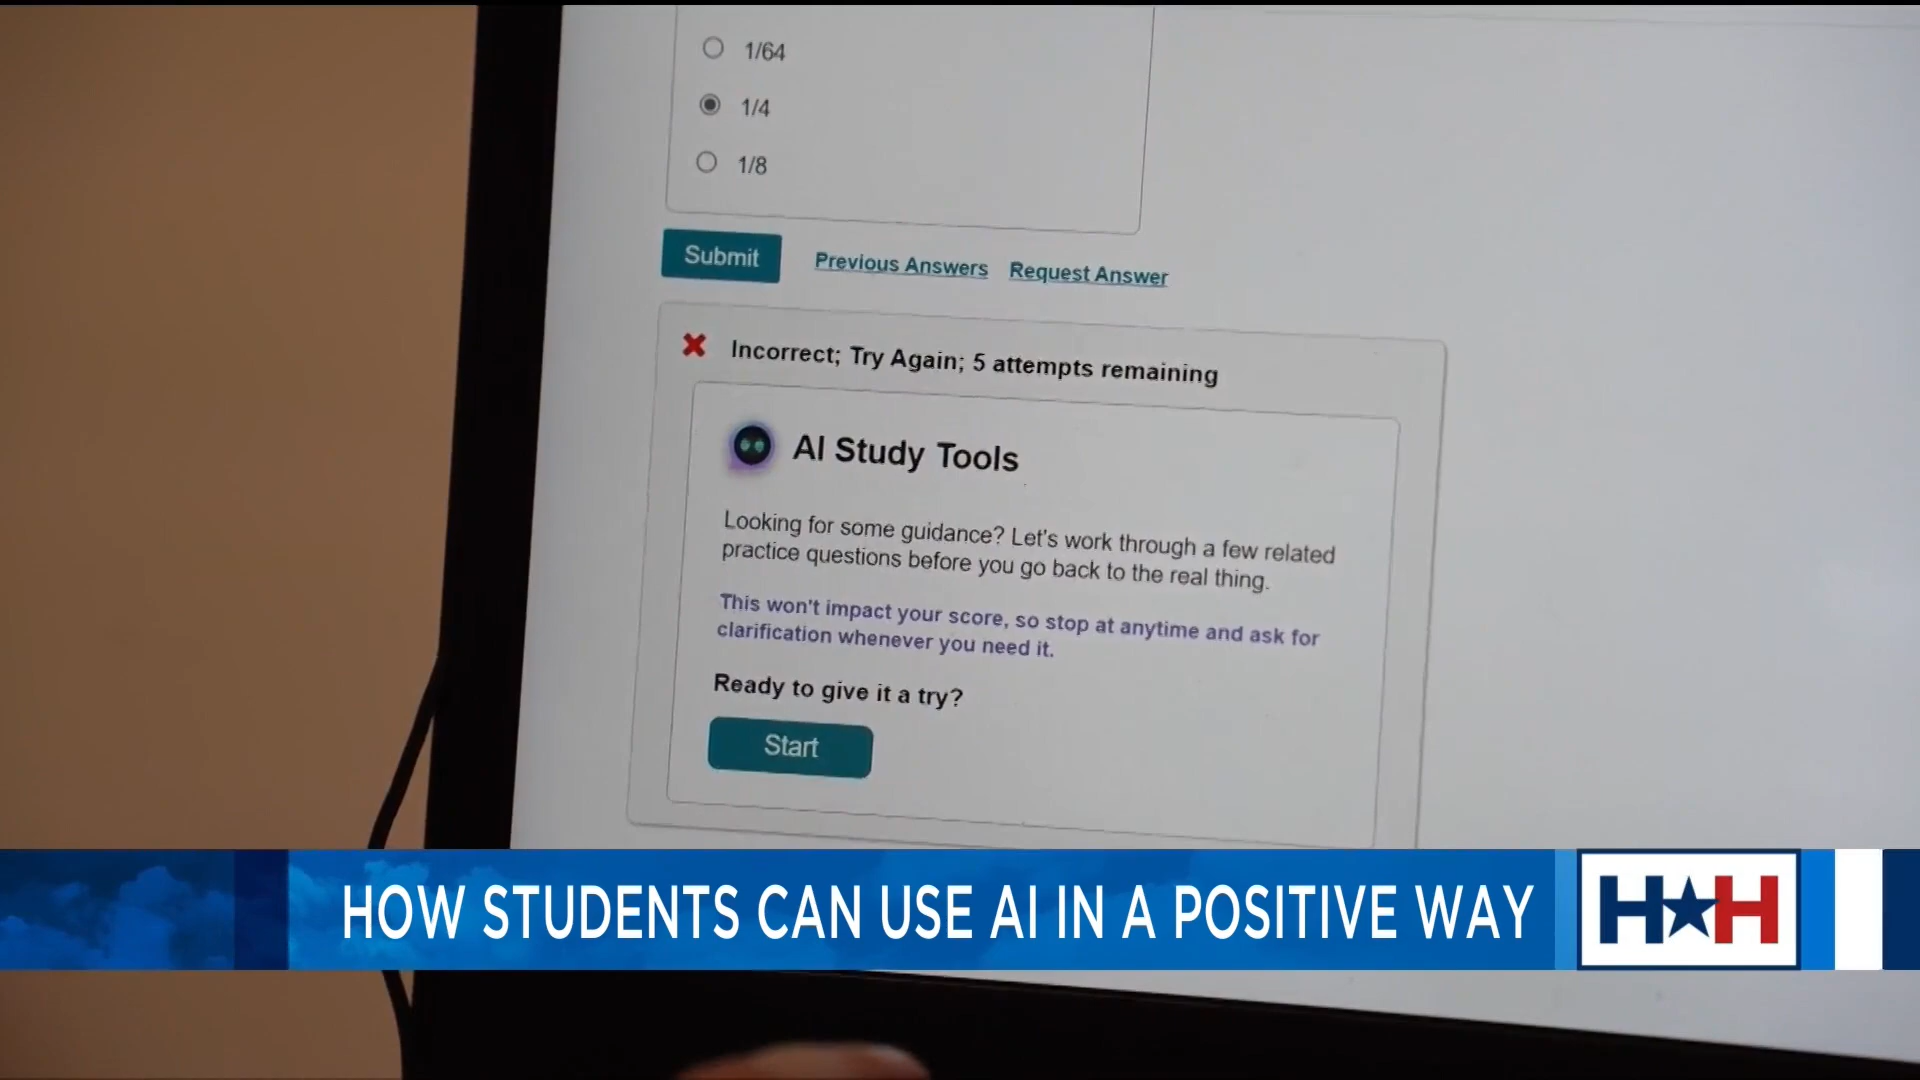 1/64
1/4
1/8
Submit Previous Answers Request Answer
Incorrect; Try Again; 5 attempts remaining
AI Study Tools
Looking for some guidance? Let's work through a few related
practice questions before you go back to the real thing.
This won't impact your score, so stop at anytime and ask for
clarification whenever you need it.
Ready to give it a try?
Start
HOW STUDENTS CAN USE AI IN A POSITIVE WAY
H★H